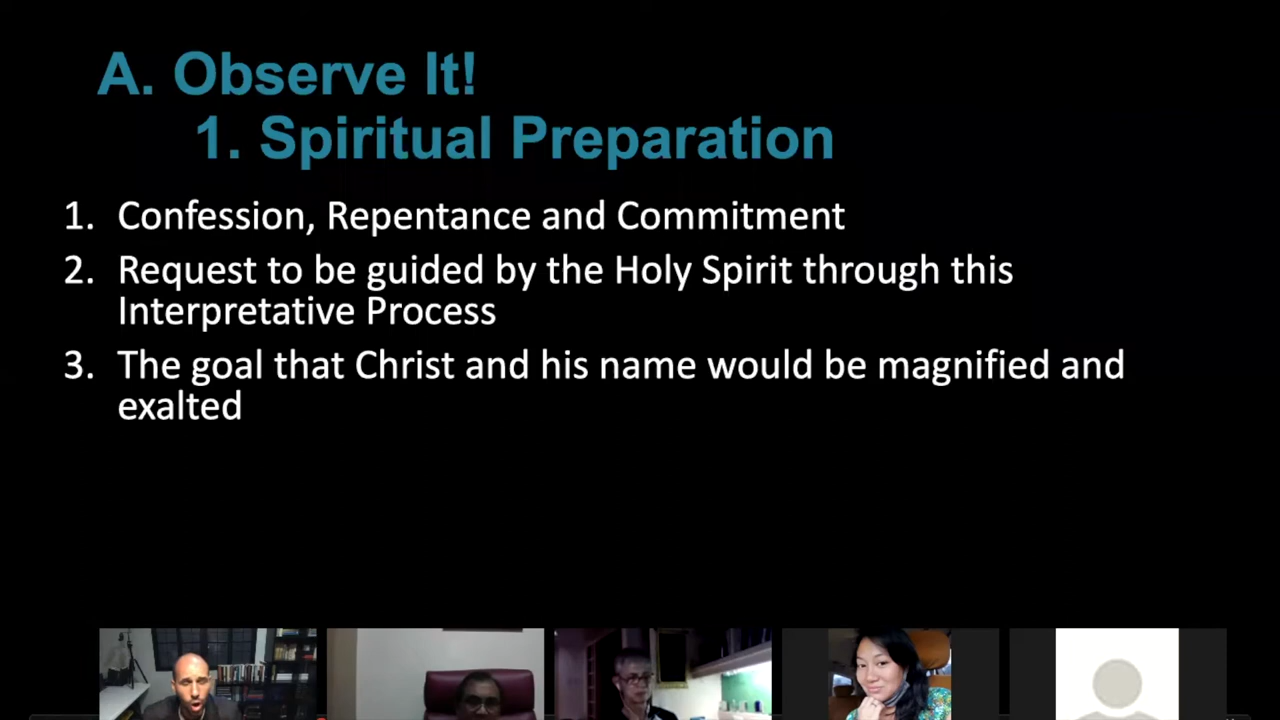 A. Observe It!
1. Spiritual Preparation
1. Confession, Repentance and Commitment
2. Request to be guided by the Holy Spirit through this
Interpretative Process
3. The goal that Christ and his name would be magnified and
exalted